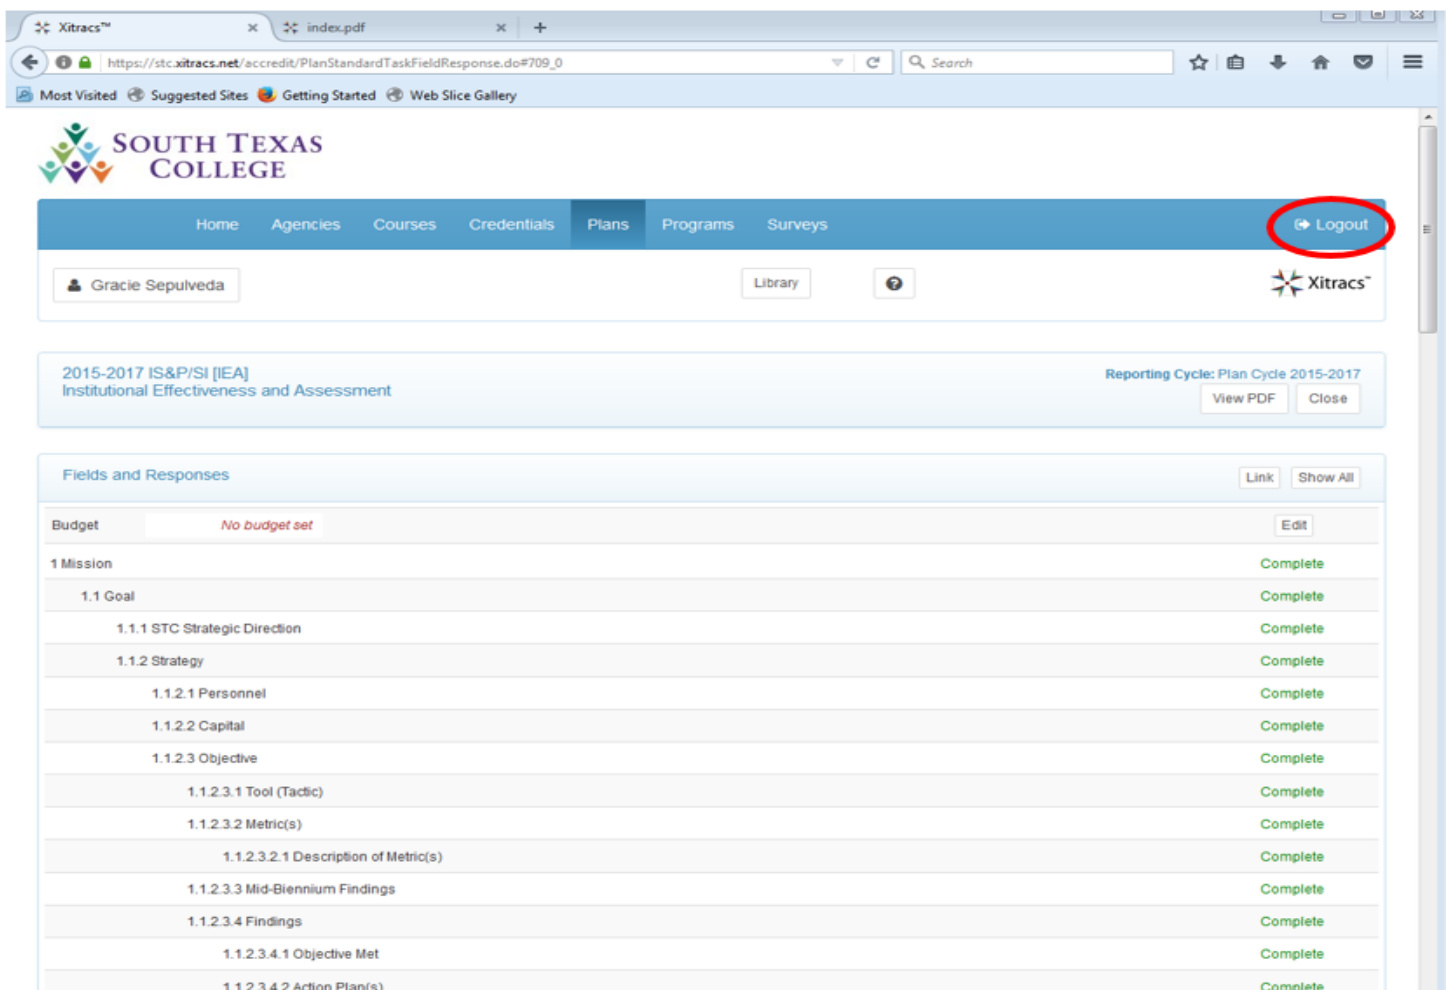 Xitracs™ × index.pdf × +
https://stc.xitracs.net/accredit/PlanStandardTaskFieldResponse.do#709_0 Search
Most Visited Suggested Sites Getting Started Web Slice Gallery
SOUTH TEXAS
COLLEGE
Home Agencies Courses Credentials Plans Programs Surveys Logout
Gracie Sepulveda Library ? Xitracs™
2015-2017 IS&P/SI [IEA] Reporting Cycle: Plan Cycle 2015-2017
Institutional Effectiveness and Assessment View PDF Close
Fields and Responses Link Show All
Budget No budget set Edit
1 Mission Complete
1.1 Goal Complete
1.1.1 STC Strategic Direction Complete
1.1.2 Strategy Complete
1.1.2.1 Personnel Complete
1.1.2.2 Capital Complete
1.1.2.3 Objective Complete
1.1.2.3.1 Tool (Tactic) Complete
1.1.2.3.2 Metric(s) Complete
1.1.2.3.2.1 Description of Metric(s) Complete
1.1.2.3.3 Mid-Biennium Findings Complete
1.1.2.3.4 Findings Complete
1.1.2.3.4.1 Objective Met Complete
1.1.2.3.4.2 Action Plan(s) Complete